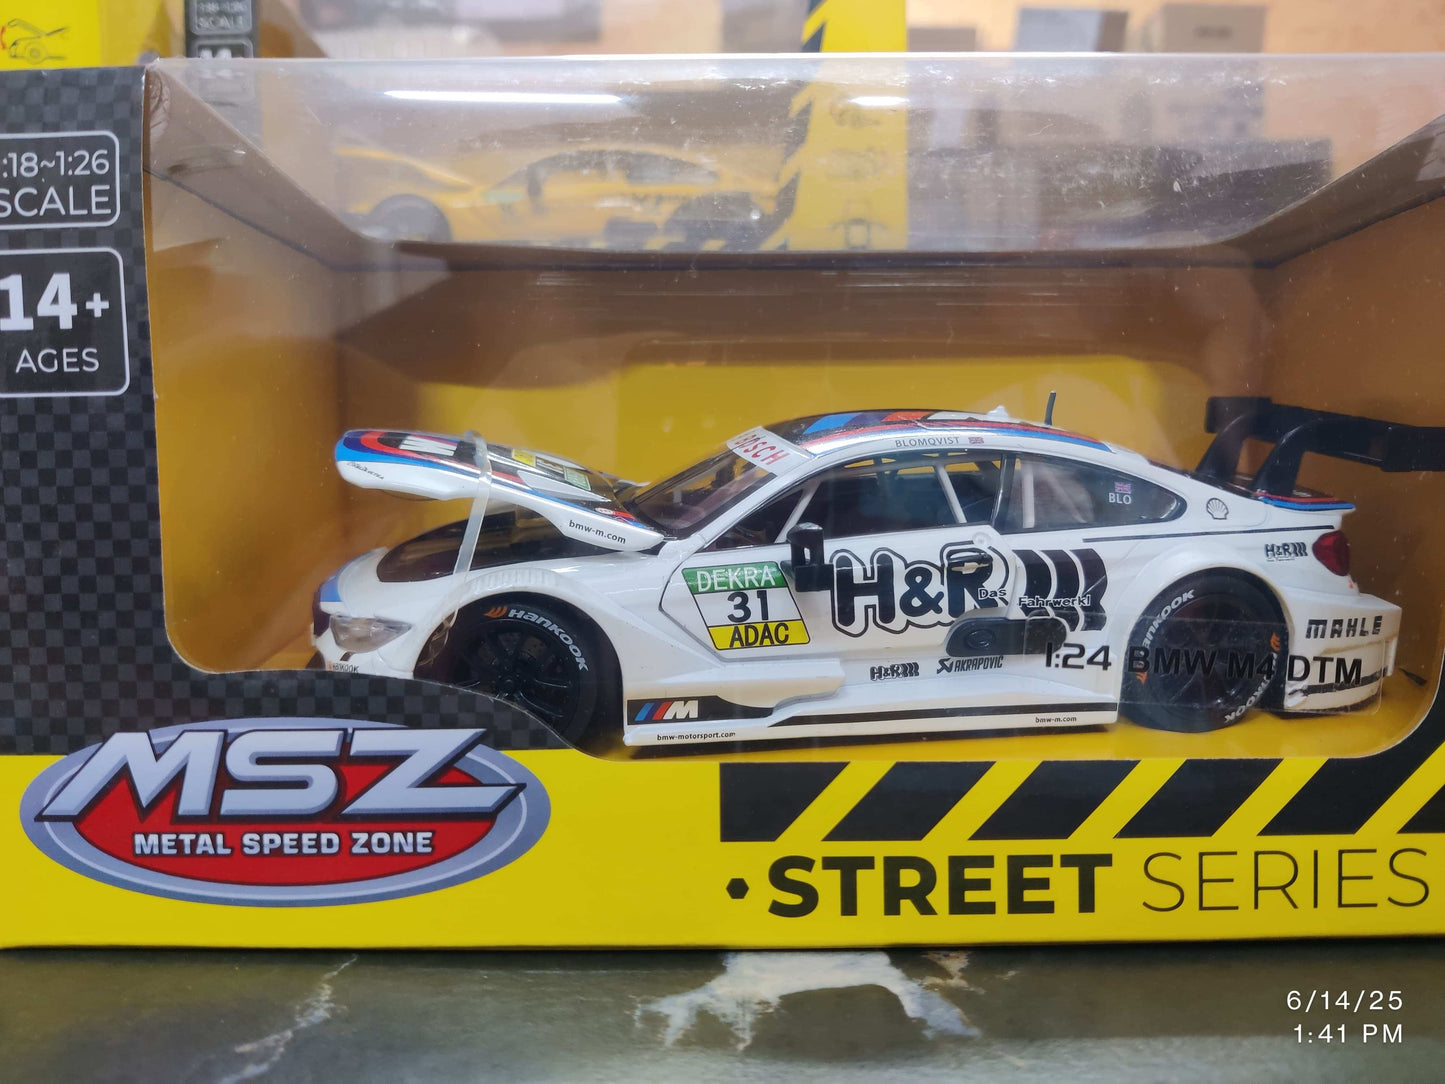 :18~1:26
SCALE
14+
AGES
BOSCH
BLOMQVIST
BLO
bmw-m.com
DEKRA
31
ADAC
H&R
Das Fahrwerk!
H&R
H&R
AKRAPOVIČ
MAHLE
Hankook
Hankook
1:24 BMW M4 DTM
M
bmw-motorsport.com
bmw-m.com
MSZ
METAL SPEED ZONE
STREET SERIES
6/14/25
1:41 PM